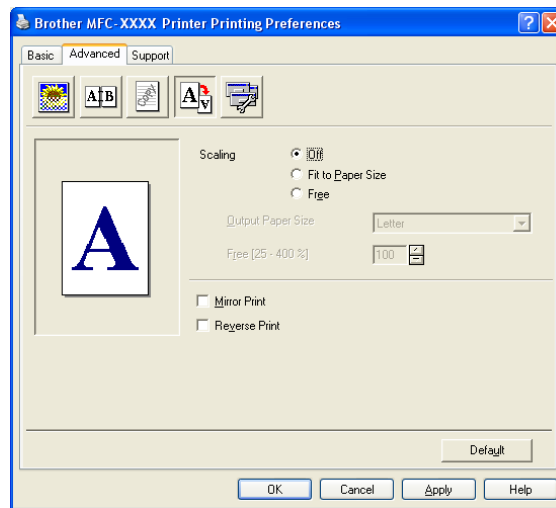 Brother MFC-XXXX Printer Printing Preferences
Basic Advanced Support
A B
Copy
A V
Scaling
Off
Fit to Paper Size
Free
Output Paper Size Letter
Free [25 - 400 %] 100
A
Mirror Print
Reverse Print
Default
OK Cancel Apply Help